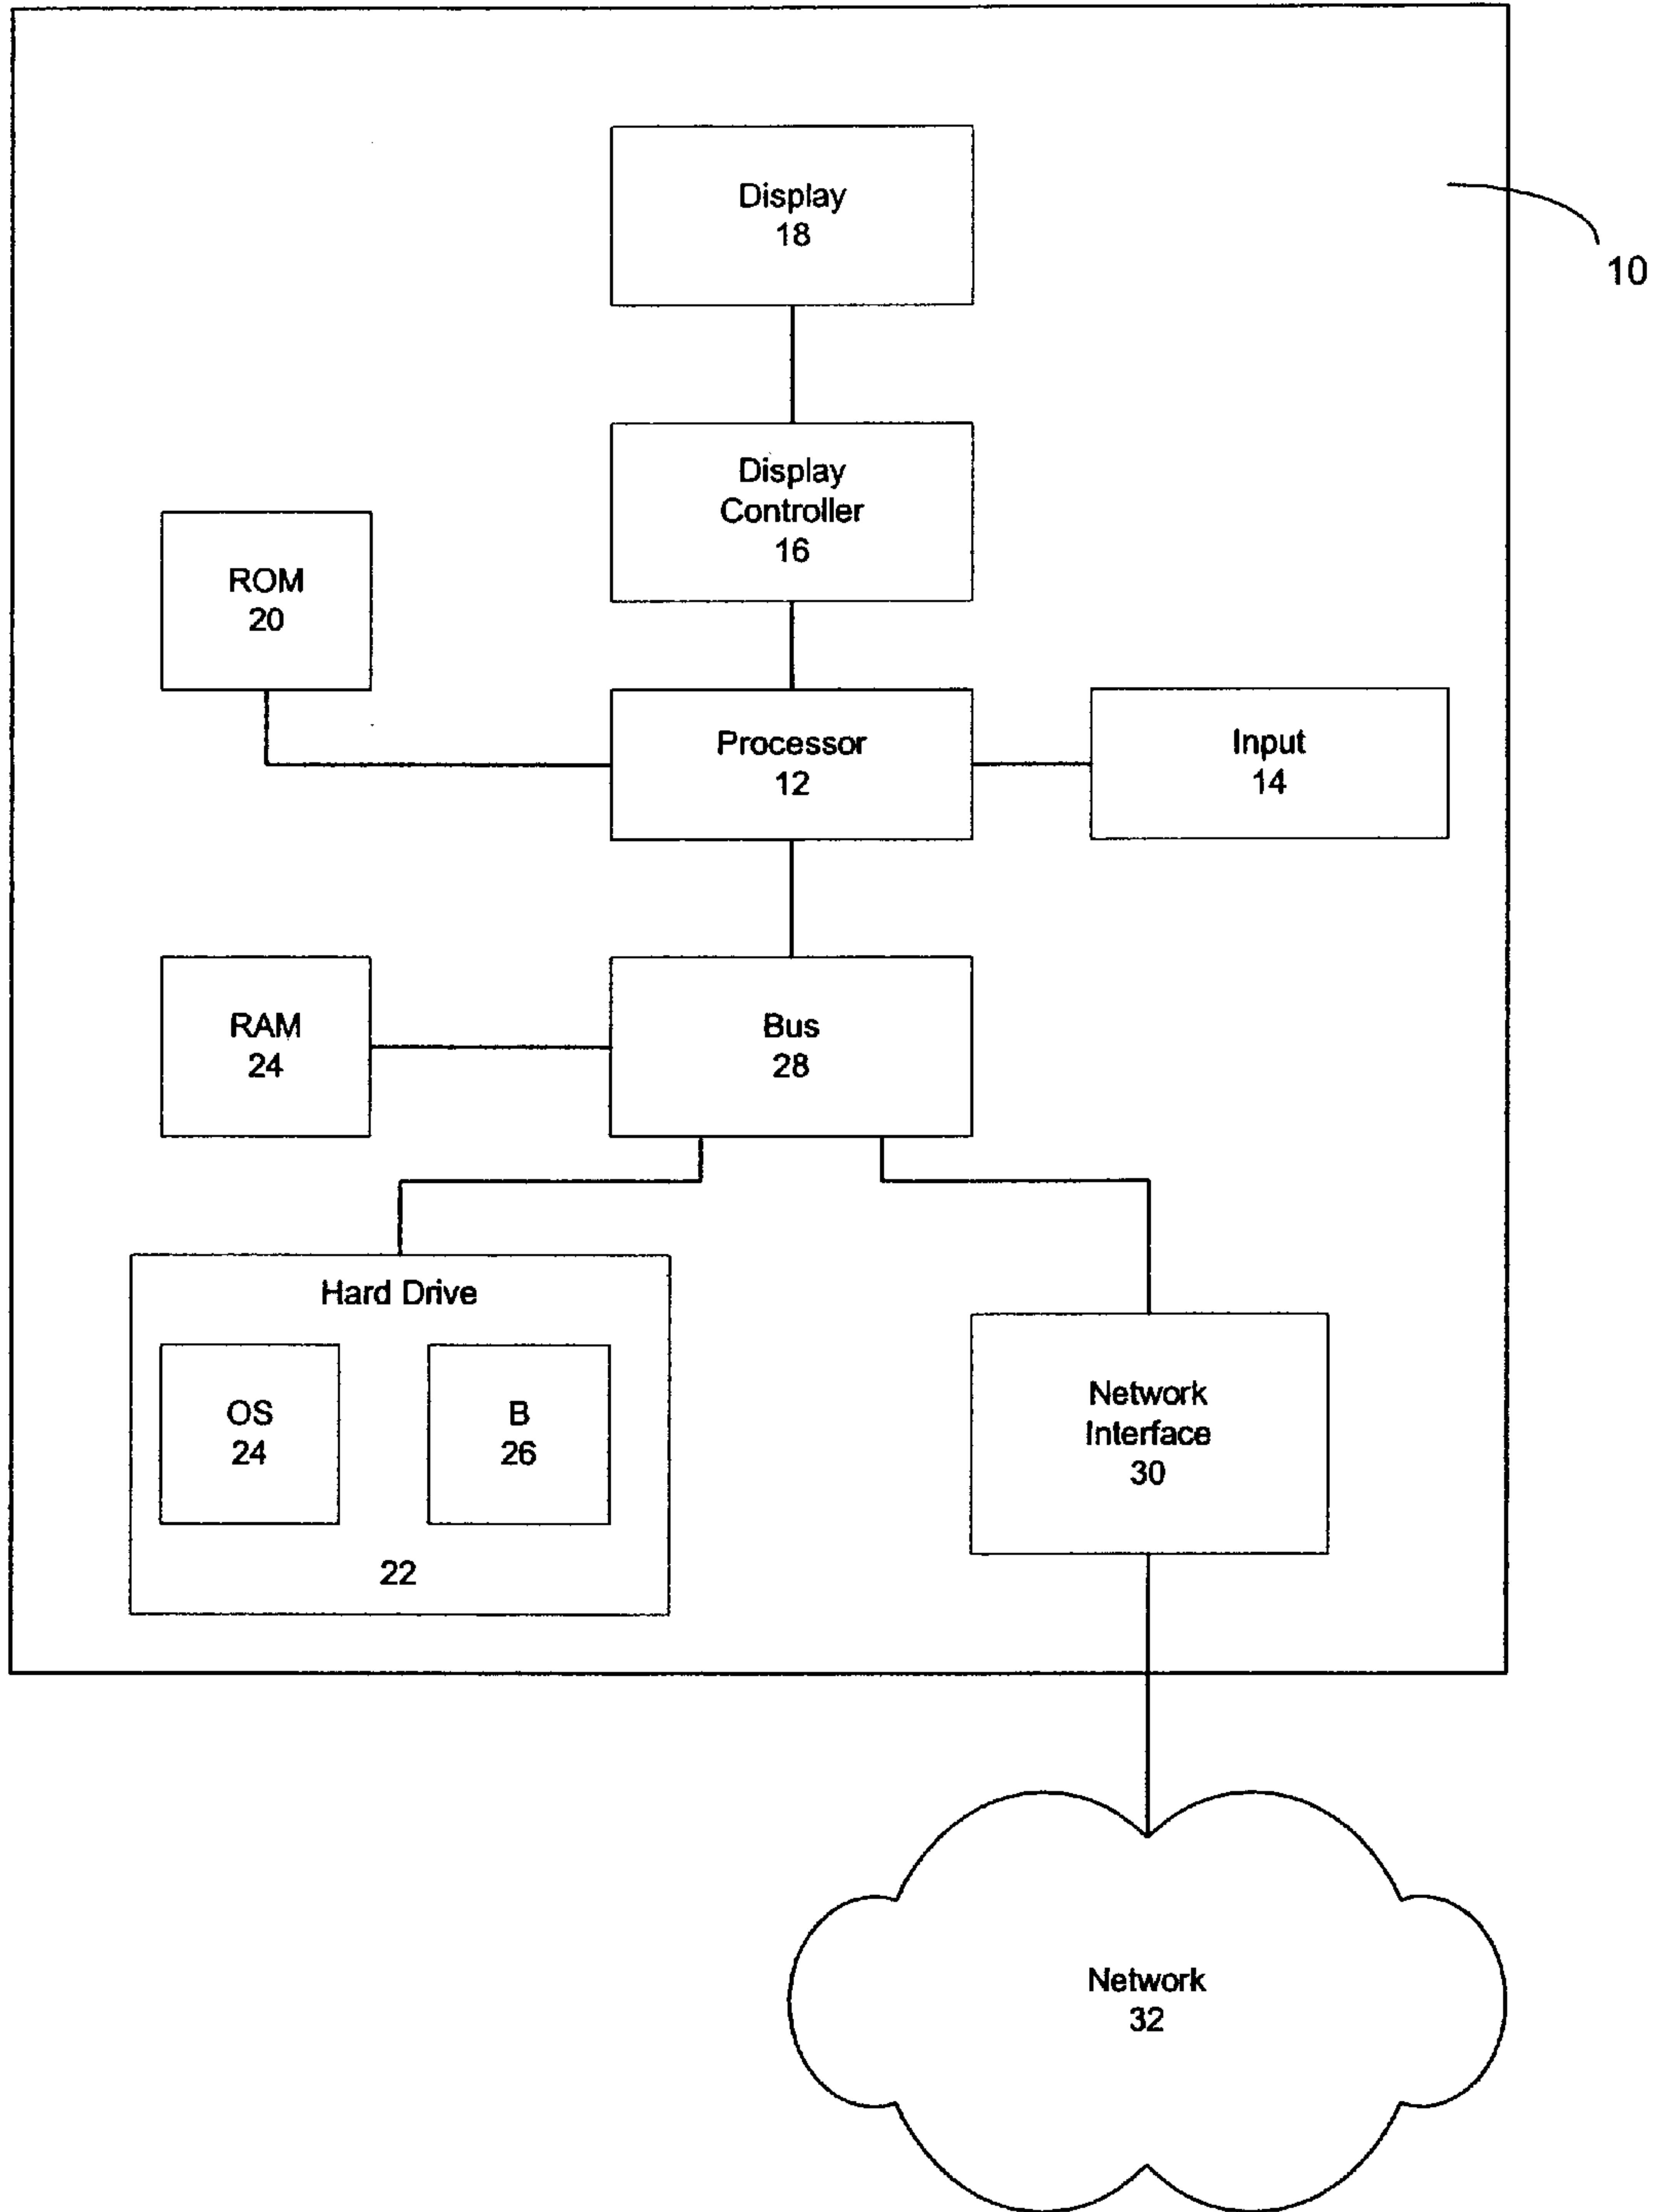 Display
18
10
Display
Controller
16
ROM
20
Processor
12
Input
14
RAM
24
Bus
28
Hard Drive
OS
24
B
26
22
Network
Interface
30
Network
32